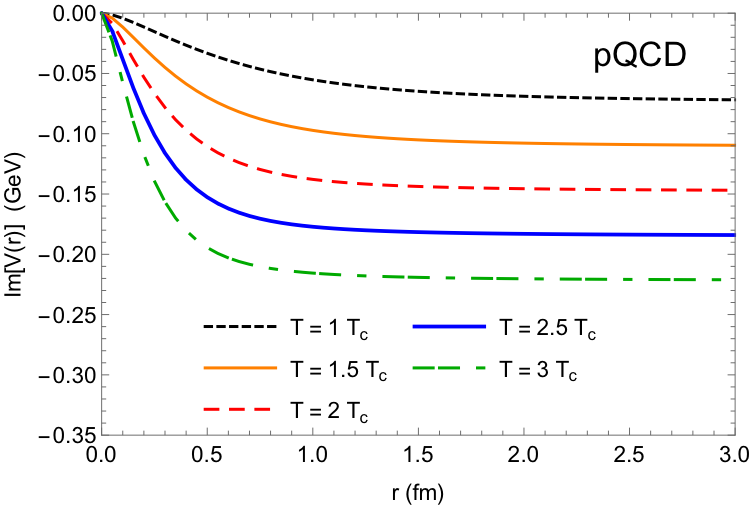 pQCD
Im[V(r)] (GeV)
0.00
−0.05
−0.10
−0.15
−0.20
−0.25
−0.30
−0.35
T = 1 Tc
T = 2.5 Tc
T = 1.5 Tc
T = 3 Tc
T = 2 Tc
0.0 0.5 1.0 1.5 2.0 2.5 3.0
r (fm)